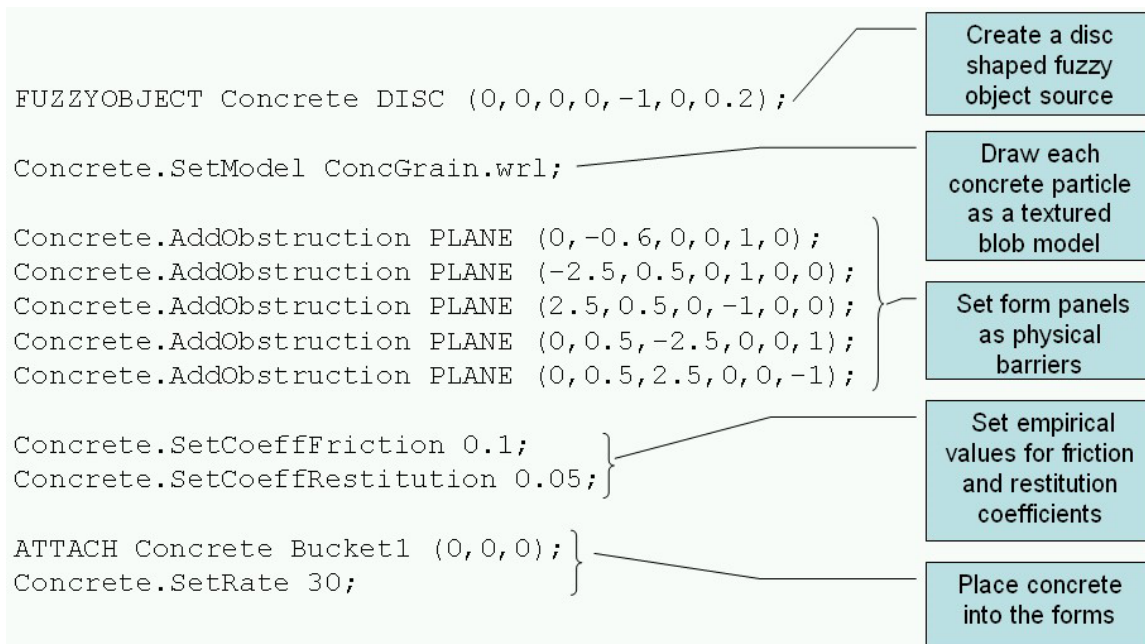 FUZZYOBJECT Concrete DISC (0,0,0,0,-1,0,0.2);
Create a disc
shaped fuzzy
object source
Concrete.SetModel ConcGrain.wrl;
Draw each
concrete particle
as a textured
blob model
Concrete.AddObstruction PLANE (0,-0.6,0,0,1,0);
Concrete.AddObstruction PLANE (-2.5,0.5,0,1,0,0);
Concrete.AddObstruction PLANE (2.5,0.5,0,-1,0,0);
Concrete.AddObstruction PLANE (0,0.5,-2.5,0,0,1);
Concrete.AddObstruction PLANE (0,0.5,2.5,0,0,-1);
Set form panels
as physical
barriers
Concrete.SetCoeffFriction 0.1;
Concrete.SetCoeffRestitution 0.05;
Set empirical
values for friction
and restitution
coefficients
ATTACH Concrete Bucket1 (0,0,0);
Concrete.SetRate 30;
Place concrete
into the forms